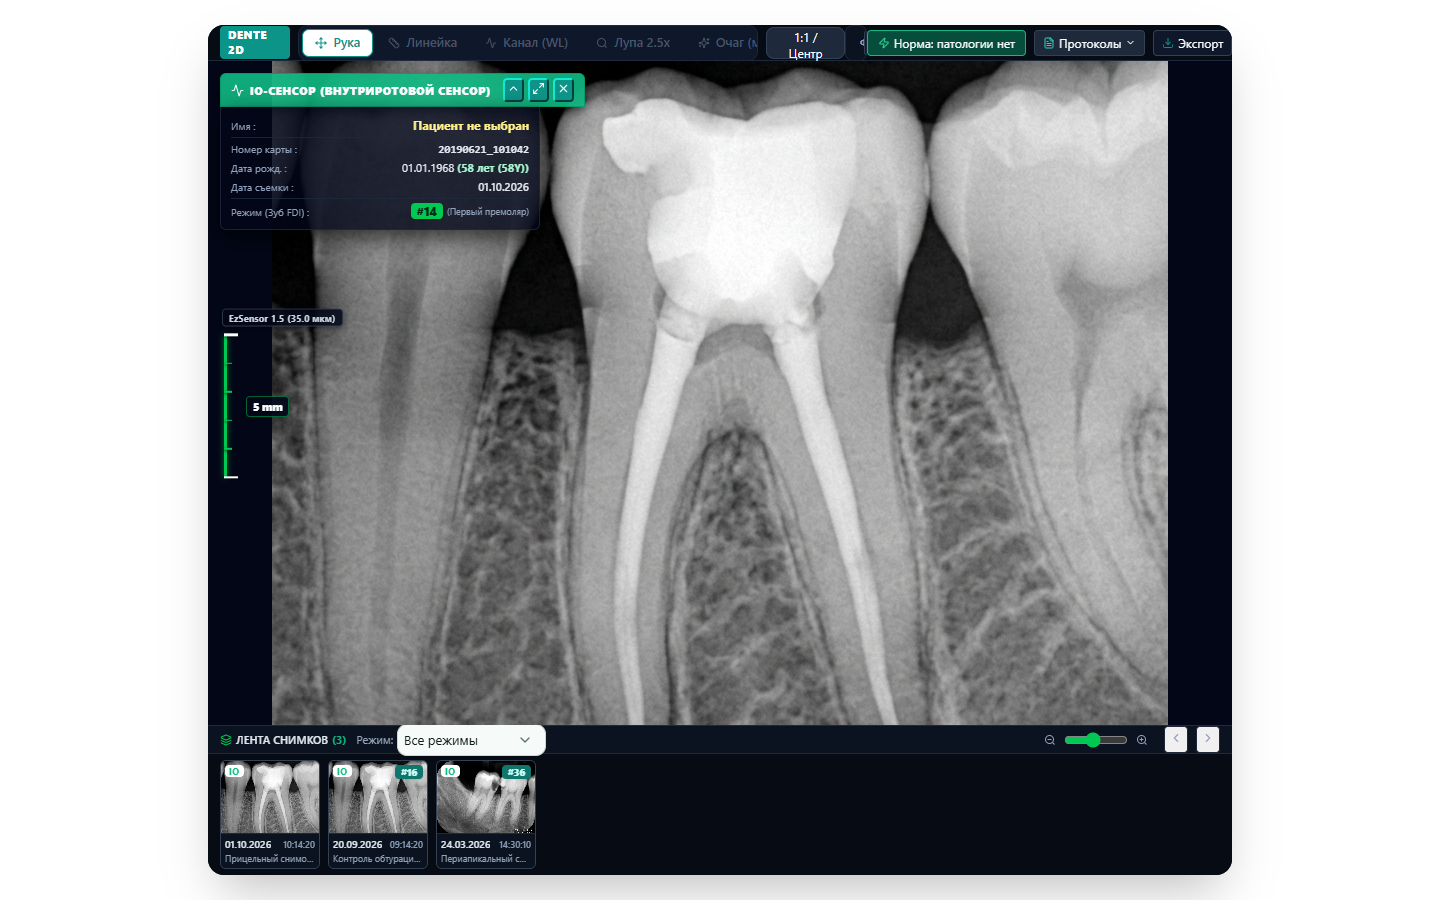 DENTE 2D
Рука
Линейка
Канал (WL)
Лупа 2.5x
Очаг (м
1:1 / Центр
Норма: патологии нет
Протоколы
Экспорт
IO-СЕНСОР (ВНУТРИРОТОВОЙ СЕНСОР)
Имя : Пациент не выбран
Номер карты : 20190621_101042
Дата рожд. : 01.01.1968 (58 лет (58Y))
Дата съемки : 01.10.2026
Режим (Зуб FDI) : #14 (Первый премоляр)
EzSensor 1.5 (35.0 мкм)
5 mm
ЛЕНТА СНИМКОВ (3) Режим: Все режимы
IO
IO #16
IO #36
01.10.2026 10:14:20
Прицельный снимо...
20.09.2026 09:14:20
Контроль обтураци...
24.03.2026 14:30:10
Периапикальный с...